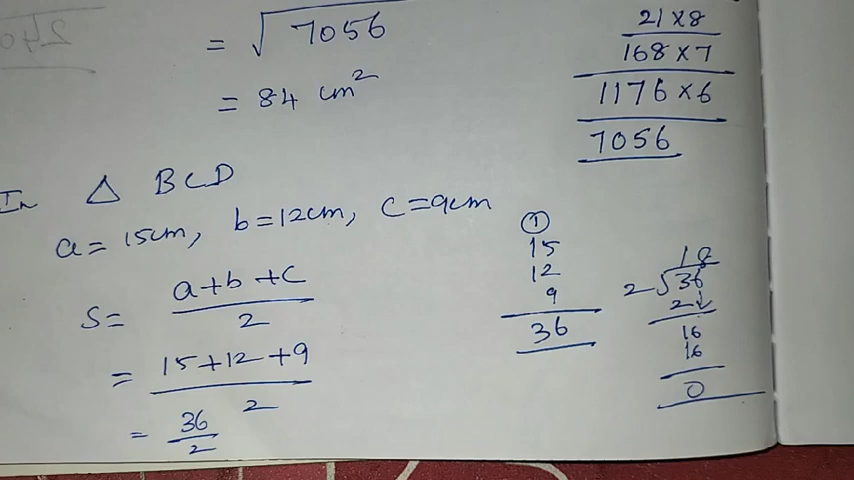 = √7056
= 84 cm²
21 × 8
168 × 7
1176 × 6
7056
In △ BCD
a = 15cm, b = 12cm, c = 9cm
S = a + b + c / 2
= 15 + 12 + 9 / 2
= 36 / 2
①
15
12
9
36
18
2 √36
2↓
16
16
0